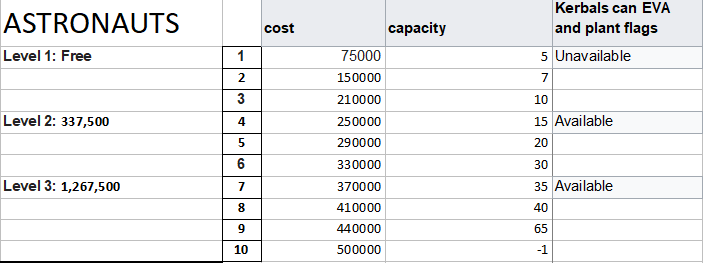 ASTRONAUTS cost capacity Kerbals can EVA and plant flags
Level 1: Free 1 75000 5 Unavailable
2 150000 7
3 210000 10
Level 2: 337,500 4 250000 15 Available
5 290000 20
6 330000 30
Level 3: 1,267,500 7 370000 35 Available
8 410000 40
9 440000 65
10 500000 -1